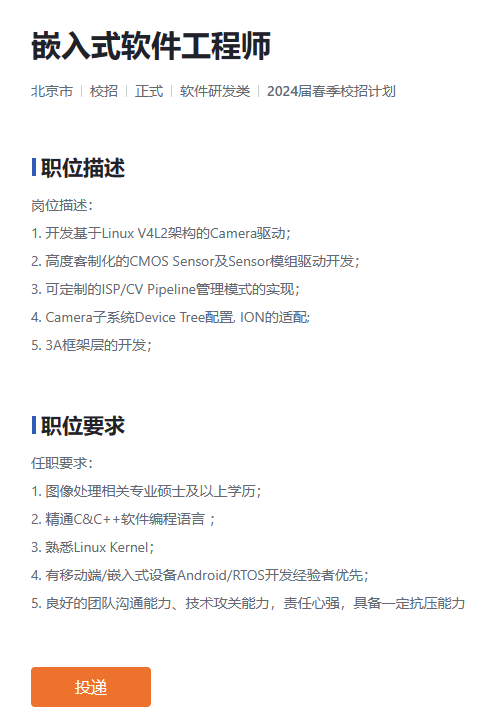 嵌入式软件工程师
北京市 | 校招 | 正式 | 软件研发类 | 2024届春季校招计划
职位描述
岗位描述：
1. 开发基于Linux V4L2架构的Camera驱动；
2. 高度客制化的CMOS Sensor及Sensor模组驱动开发；
3. 可定制的ISP/CV Pipeline管理模式的实现；
4. Camera子系统Device Tree配置, ION的适配;
5. 3A框架层的开发；
职位要求
任职要求：
1. 图像处理相关专业硕士及以上学历；
2. 精通C&C++软件编程语言 ；
3. 熟悉Linux Kernel；
4. 有移动端/嵌入式设备Android/RTOS开发经验者优先；
5. 良好的团队沟通能力、技术攻关能力，责任心强，具备一定抗压能力
投递